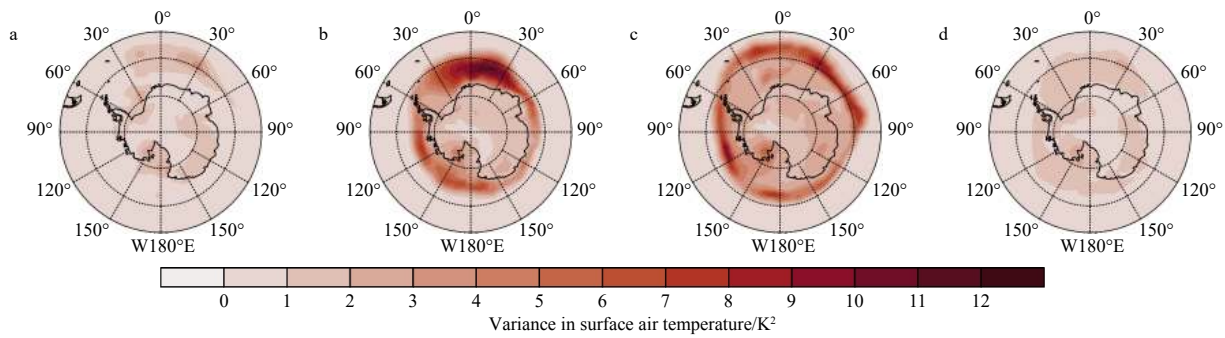 a 0° b 0° c 0° d 0°
30° 30° 30° 30° 30° 30° 30° 30°
60° 60° 60° 60° 60° 60° 60° 60°
90° 90° 90° 90° 90° 90° 90° 90°
120° 120° 120° 120° 120° 120° 120° 120°
150° 150° 150° 150° 150° 150° 150° 150°
W180°E W180°E W180°E W180°E
0 1 2 3 4 5 6 7 8 9 10 11 12
Variance in surface air temperature/K²